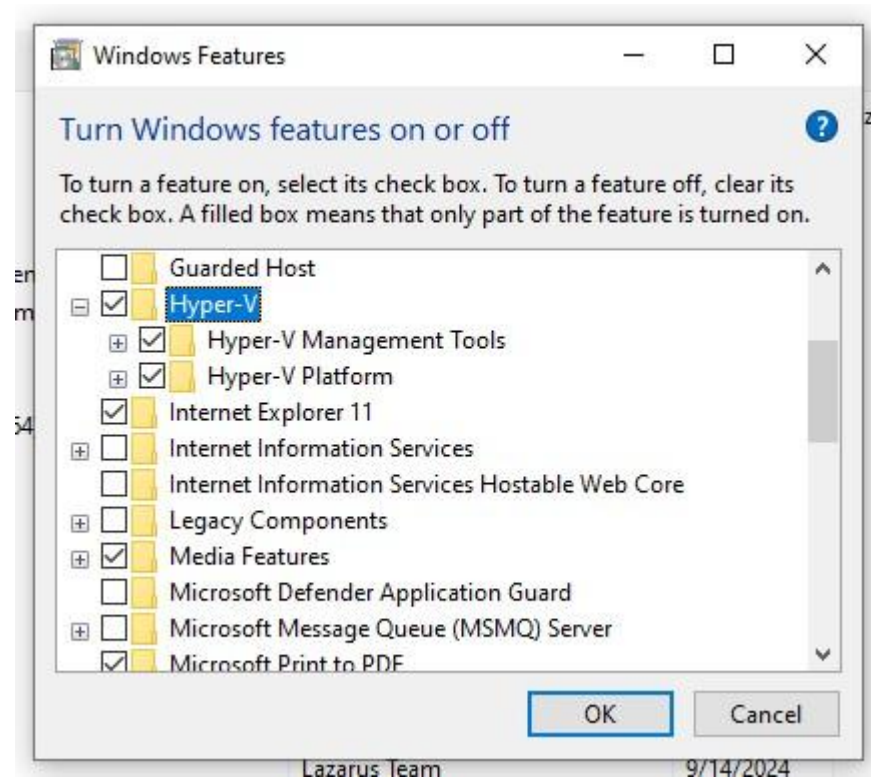 Windows Features
Turn Windows features on or off
To turn a feature on, select its check box. To turn a feature off, clear its
check box. A filled box means that only part of the feature is turned on.
Guarded Host
Hyper-V
Hyper-V Management Tools
Hyper-V Platform
Internet Explorer 11
Internet Information Services
Internet Information Services Hostable Web Core
Legacy Components
Media Features
Microsoft Defender Application Guard
Microsoft Message Queue (MSMQ) Server
Microsoft Print to PDF
OK Cancel
Lazarus Team 9/14/2024